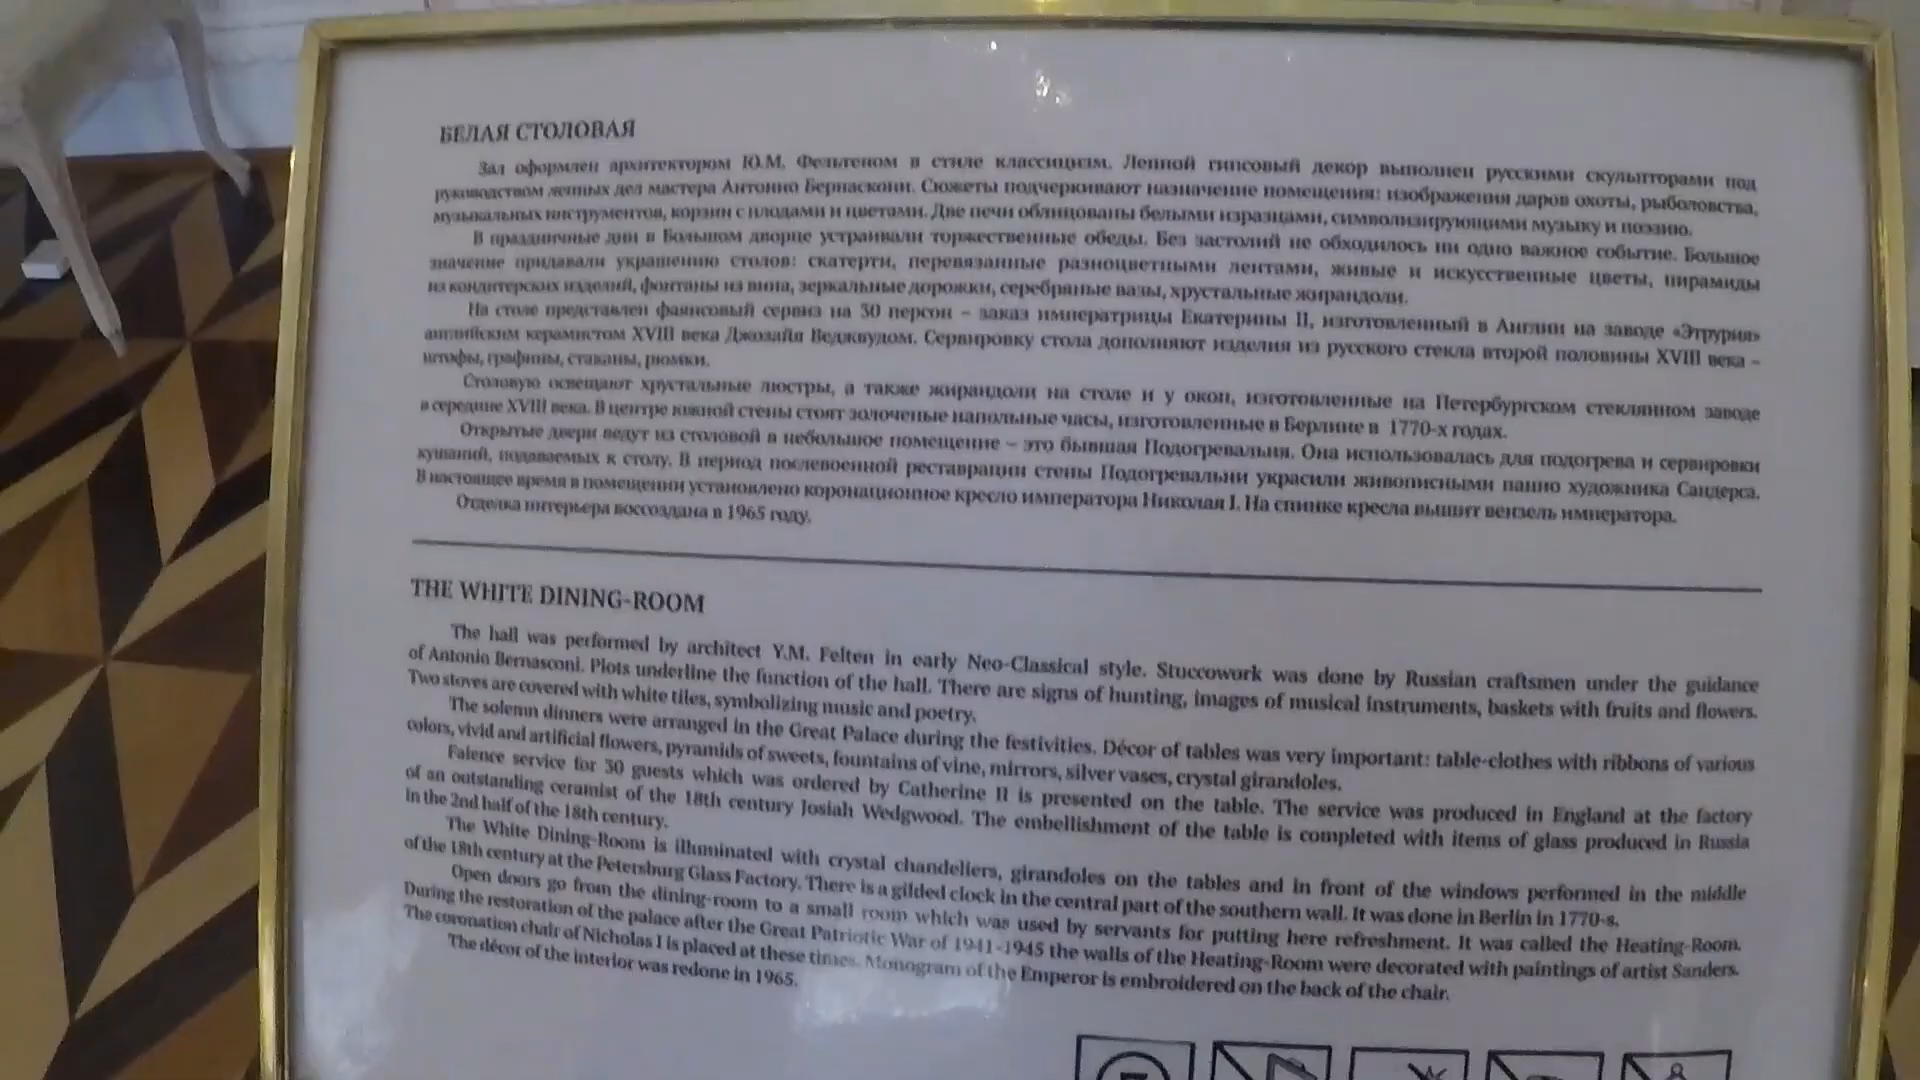 БЕЛАЯ СТОЛОВАЯ
Зал оформлен архитектором Ю.М. Фельтеном в стиле классицизм. Лепной гипсовый декор выполнен русскими скульпторами под
руководством лепных дел мастера Антонио Бернаскони. Сюжеты подчеркивают назначение помещения: изображения даров охоты, рыболовства,
музыкальных инструментов, корзин с плодами и цветами. Две печи облицованы белыми изразцами, символизирующими музыку и поэзию.
В праздничные дни в Большом дворце устраивали торжественные обеды. Без застолий не обходилось ни одно важное событие. Большое
значение придавали украшению столов: скатерти, перевязанные разноцветными лентами, живые и искусственные цветы, пирамиды
из кондитерских изделий, фонтаны из вина, зеркальные дорожки, серебряные вазы, хрустальные жирандоли.
На столе представлен фаянсовый сервиз на 30 персон – заказ императрицы Екатерины II, изготовленный в Англии на заводе «Этрурия»
английским керамистом XVIII века Джозайя Веджвудом. Сервировку стола дополняют изделия из русского стекла второй половины XVIII века –
штофы, графины, стаканы, рюмки.
Столовую освещают хрустальные люстры, а также жирандоли на столе и у окон, изготовленные на Петербургском стеклянном заводе
в середине XVIII века. В центре южной стены стоят золоченые напольные часы, изготовленные в Берлине в 1770-х годах.
Открытые двери ведут из столовой в небольшое помещение – это бывшая Подогревальня. Она использовалась для подогрева и сервировки
кушаний, подаваемых к столу. В период послевоенной реставрации стены Подогревальни украсили живописными панно художника Сандерса.
В настоящее время в помещении установлено коронационное кресло императора Николая I. На спинке кресла вышит вензель императора.
Отделка интерьера воссоздана в 1965 году.
THE WHITE DINING-ROOM
The hall was performed by architect Y.M. Felten in early Neo-Classical style. Stuccowork was done by Russian craftsmen under the guidance
of Antonio Bernasconi. Plots underline the function of the hall. There are signs of hunting, images of musical instruments, baskets with fruits and flowers.
Two stoves are covered with white tiles, symbolizing music and poetry.
The solemn dinners were arranged in the Great Palace during the festivities. Décor of tables was very important: table-clothes with ribbons of various
colors, vivid and artificial flowers, pyramids of sweets, fountains of vine, mirrors, silver vases, crystal girandoles.
Faience service for 30 guests which was ordered by Catherine II is presented on the table. The service was produced in England at the factory
of an outstanding ceramist of the 18th century Josiah Wedgwood. The embellishment of the table is completed with items of glass produced in Russia
in the 2nd half of the 18th century.
The White Dining-Room is illuminated with crystal chandeliers, girandoles on the tables and in front of the windows performed in the middle
of the 18th century at the Petersburg Glass Factory. There is a gilded clock in the central part of the southern wall. It was done in Berlin in 1770-s.
Open doors go from the dining-room to a small room which was used by servants for putting here refreshment. It was called the Heating-Room.
During the restoration of the palace after the Great Patriotic War of 1941-1945 the walls of the Heating-Room were decorated with paintings of artist Sanders.
The coronation chair of Nicholas I is placed at these times. Monogram of the Emperor is embroidered on the back of the chair.
The décor of the interior was redone in 1965.